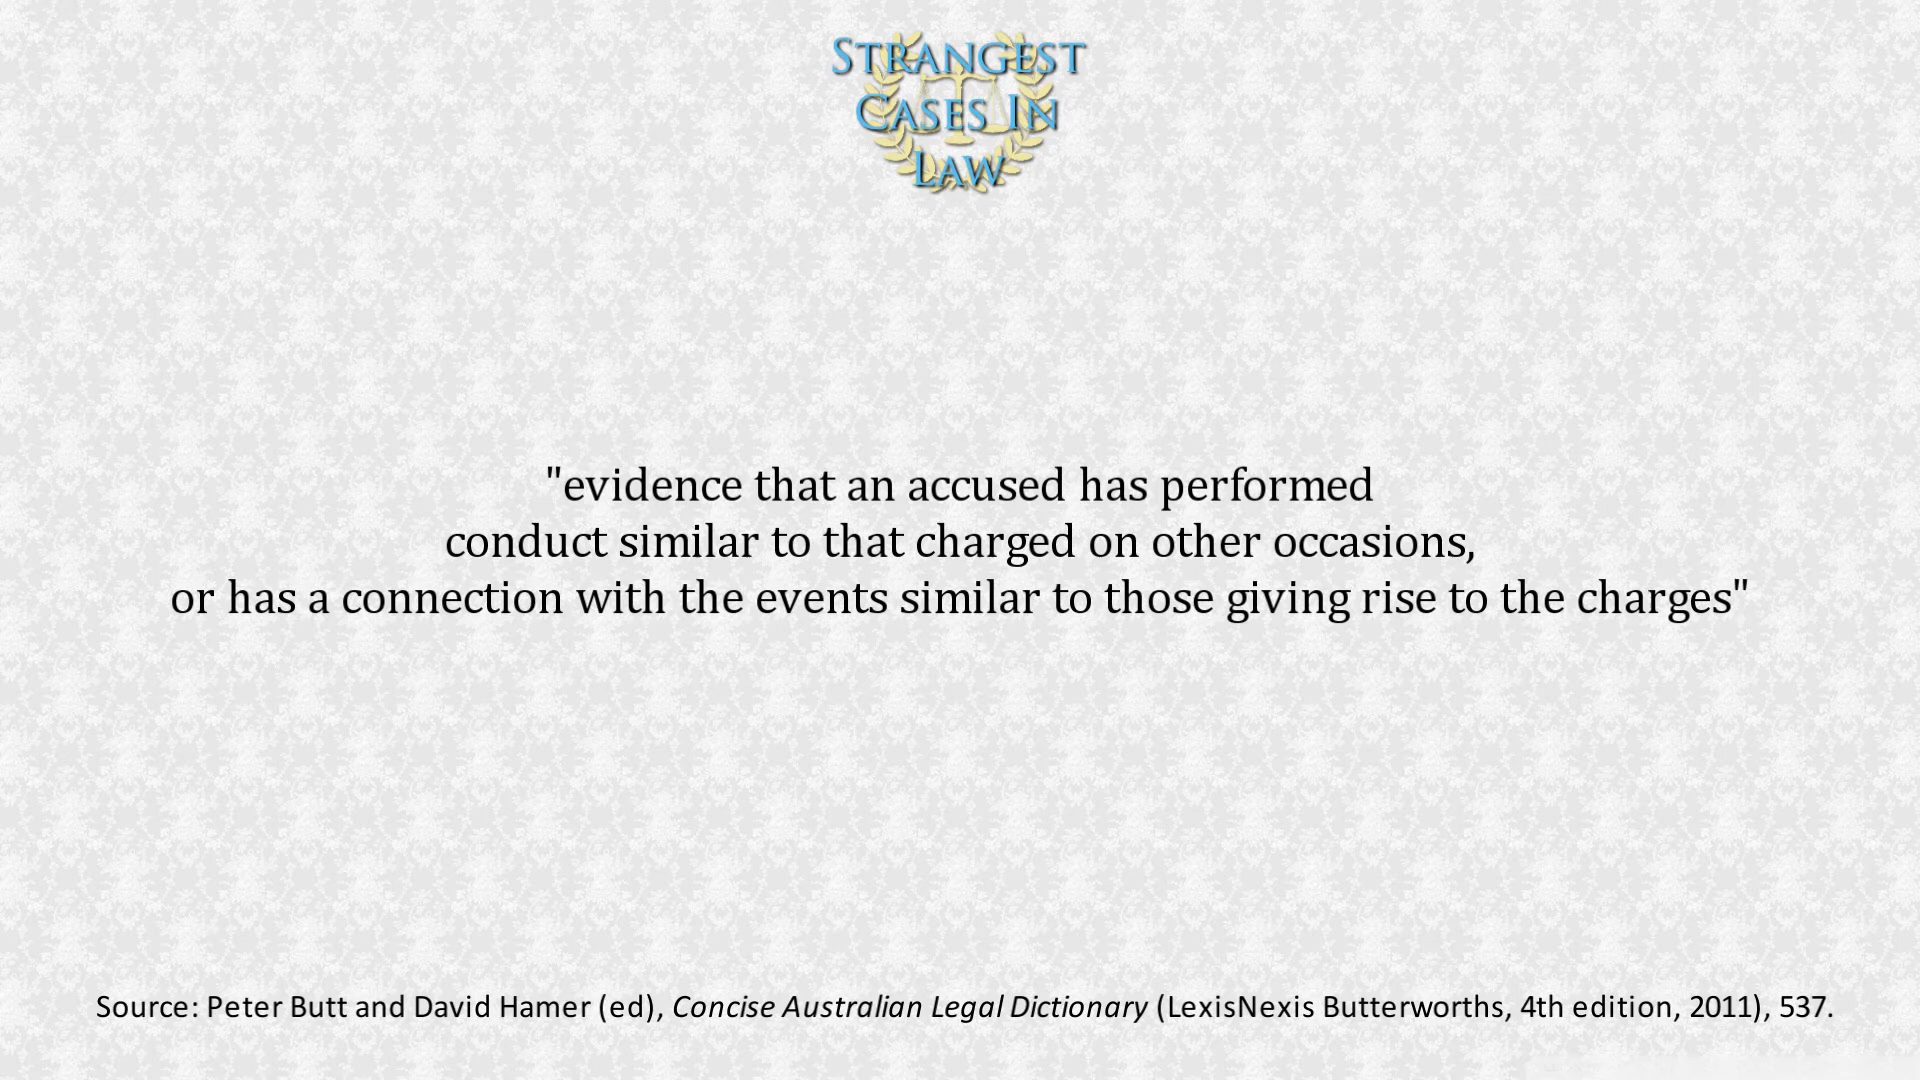 Strangest
Cases In
Law
"evidence that an accused has performed
conduct similar to that charged on other occasions,
or has a connection with the events similar to those giving rise to the charges"
Source: Peter Butt and David Hamer (ed), Concise Australian Legal Dictionary (LexisNexis Butterworths, 4th edition, 2011), 537.